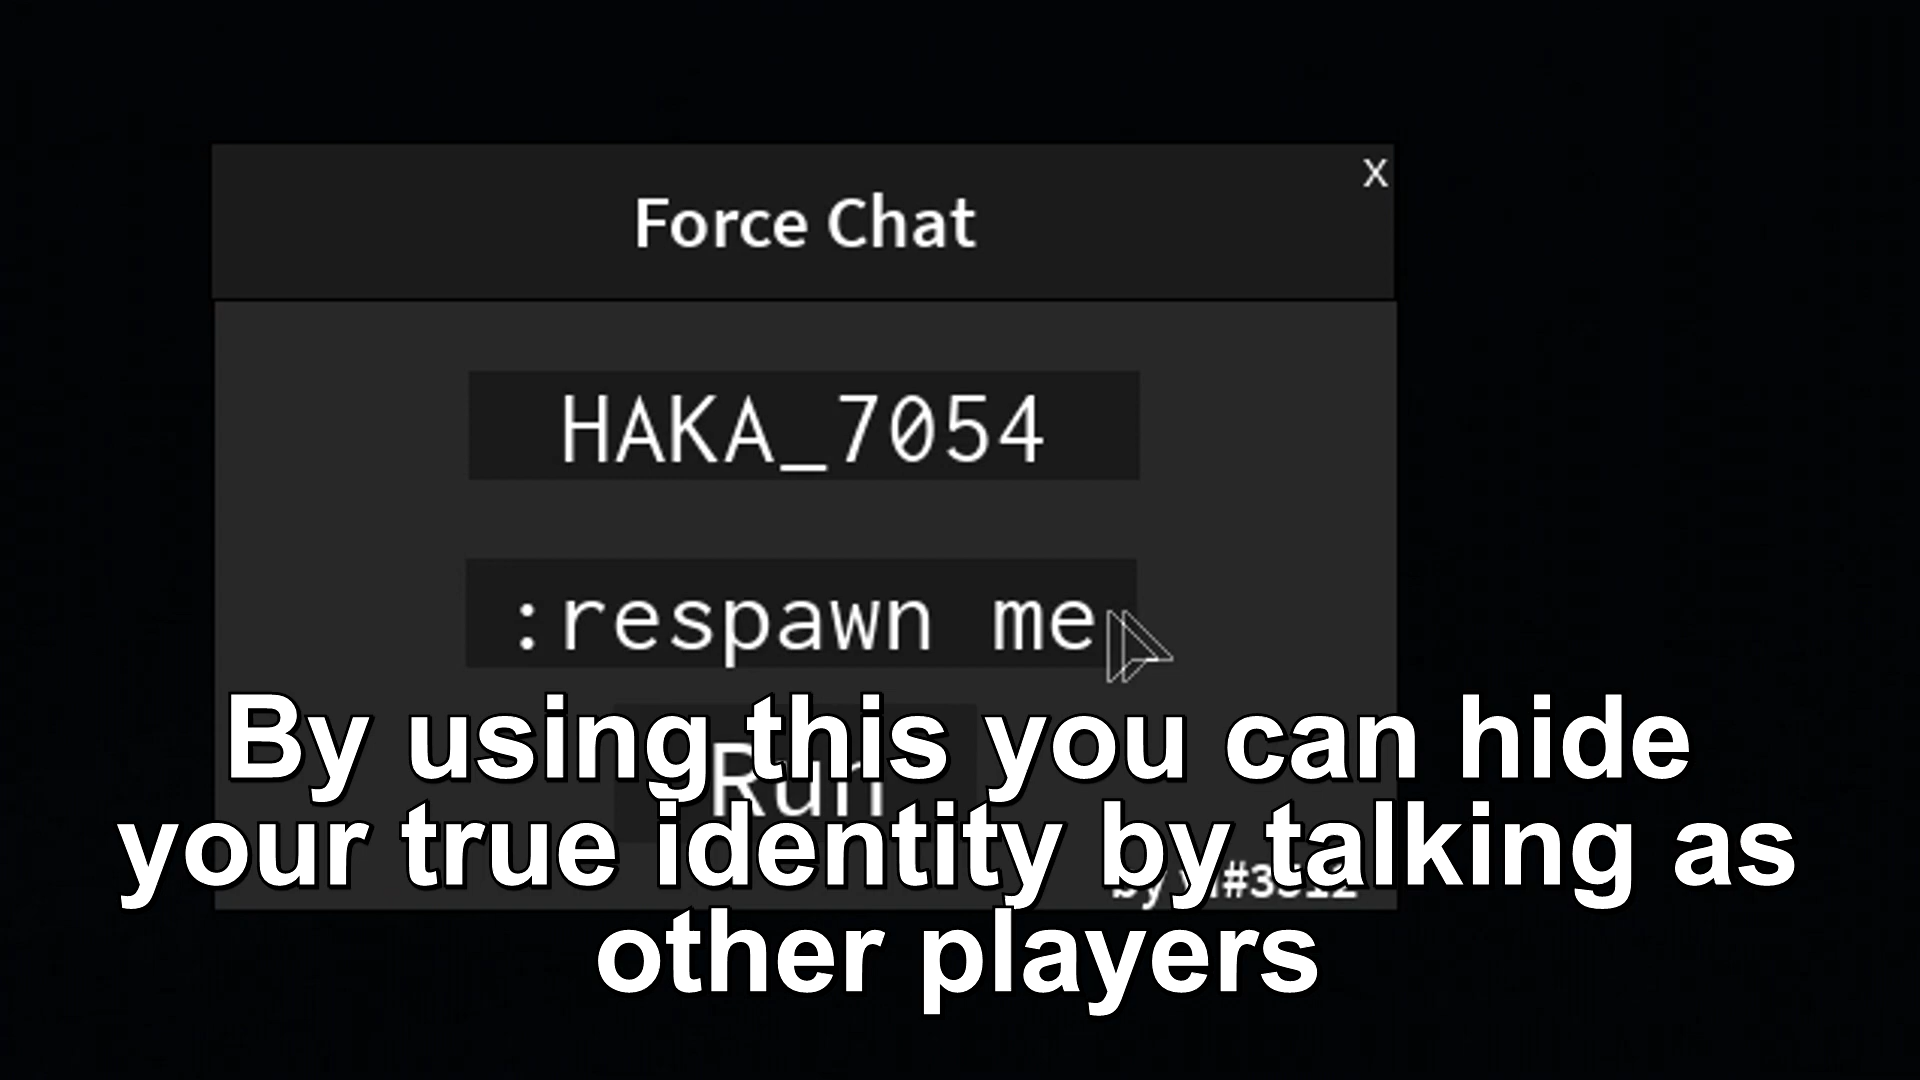 X
Force Chat
HAKA_7054
:respawn me
Run
By using this you can hide
your true identity by talking as
other players